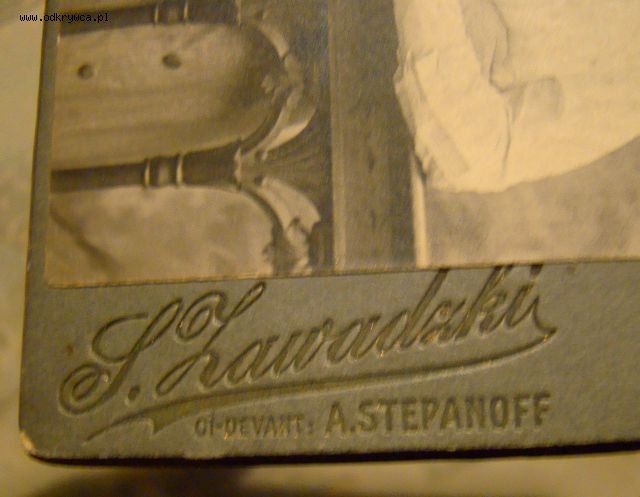 www.odkrywca.pl
S. Zawadzki
CI-DEVANT: A. STEPANOFF